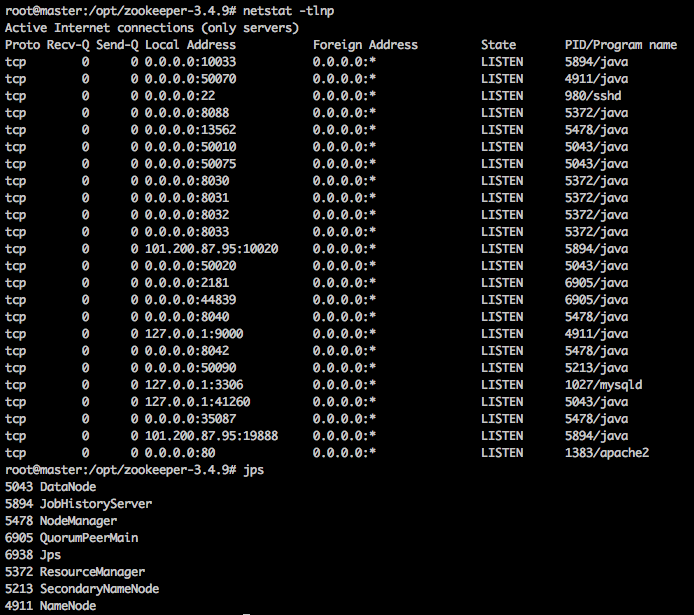 root@master:/opt/zookeeper-3.4.9# netstat -tlnp
Active Internet connections (only servers)
Proto Recv-Q Send-Q Local Address           Foreign Address         State       PID/Program name
tcp        0      0 0.0.0.0:10033           0.0.0.0:*               LISTEN      5894/java
tcp        0      0 0.0.0.0:50070           0.0.0.0:*               LISTEN      4911/java
tcp        0      0 0.0.0.0:22              0.0.0.0:*               LISTEN      980/sshd
tcp        0      0 0.0.0.0:8088            0.0.0.0:*               LISTEN      5372/java
tcp        0      0 0.0.0.0:13562           0.0.0.0:*               LISTEN      5478/java
tcp        0      0 0.0.0.0:50010           0.0.0.0:*               LISTEN      5043/java
tcp        0      0 0.0.0.0:50075           0.0.0.0:*               LISTEN      5043/java
tcp        0      0 0.0.0.0:8030            0.0.0.0:*               LISTEN      5372/java
tcp        0      0 0.0.0.0:8031            0.0.0.0:*               LISTEN      5372/java
tcp        0      0 0.0.0.0:8032            0.0.0.0:*               LISTEN      5372/java
tcp        0      0 0.0.0.0:8033            0.0.0.0:*               LISTEN      5372/java
tcp        0      0 101.200.87.95:10020     0.0.0.0:*               LISTEN      5894/java
tcp        0      0 0.0.0.0:50020           0.0.0.0:*               LISTEN      5043/java
tcp        0      0 0.0.0.0:2181            0.0.0.0:*               LISTEN      6905/java
tcp        0      0 0.0.0.0:44839           0.0.0.0:*               LISTEN      6905/java
tcp        0      0 0.0.0.0:8040            0.0.0.0:*               LISTEN      5478/java
tcp        0      0 127.0.0.1:9000          0.0.0.0:*               LISTEN      4911/java
tcp        0      0 0.0.0.0:8042            0.0.0.0:*               LISTEN      5478/java
tcp        0      0 0.0.0.0:50090           0.0.0.0:*               LISTEN      5213/java
tcp        0      0 127.0.0.1:3306          0.0.0.0:*               LISTEN      1027/mysqld
tcp        0      0 127.0.0.1:41260         0.0.0.0:*               LISTEN      5043/java
tcp        0      0 0.0.0.0:35087           0.0.0.0:*               LISTEN      5478/java
tcp        0      0 101.200.87.95:19888     0.0.0.0:*               LISTEN      5894/java
tcp        0      0 0.0.0.0:80              0.0.0.0:*               LISTEN      1383/apache2
root@master:/opt/zookeeper-3.4.9# jps
5043 DataNode
5894 JobHistoryServer
5478 NodeManager
6905 QuorumPeerMain
6938 Jps
5372 ResourceManager
5213 SecondaryNameNode
4911 NameNode